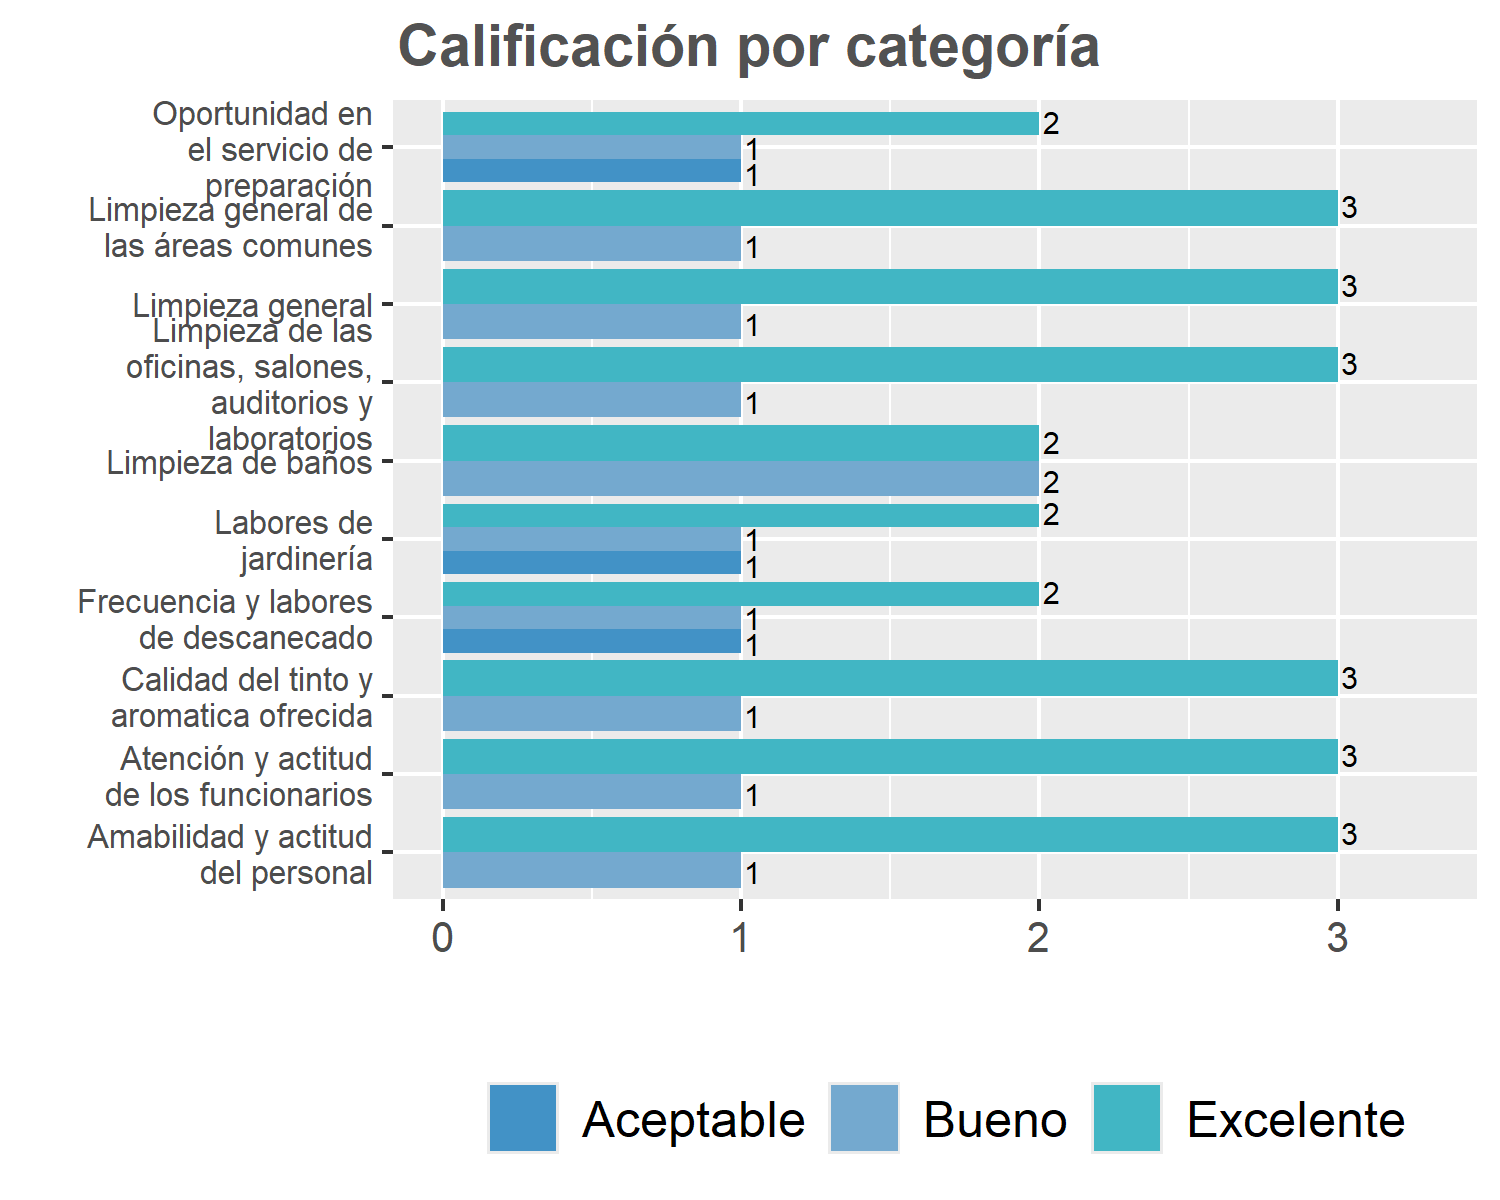 Calificación por categoría
Oportunidad en
el servicio de
preparación
2
1
1
Limpieza general de
las áreas comunes
3
1
Limpieza general
3
1
Limpieza de las
oficinas, salones,
auditorios y
laboratorios
3
1
Limpieza de baños
2
2
Labores de
jardinería
2
1
1
Frecuencia y labores
de descanecado
2
1
1
Calidad del tinto y
aromatica ofrecida
3
1
Atención y actitud
de los funcionarios
3
1
Amabilidad y actitud
del personal
3
1
0 1 2 3
Aceptable Bueno Excelente